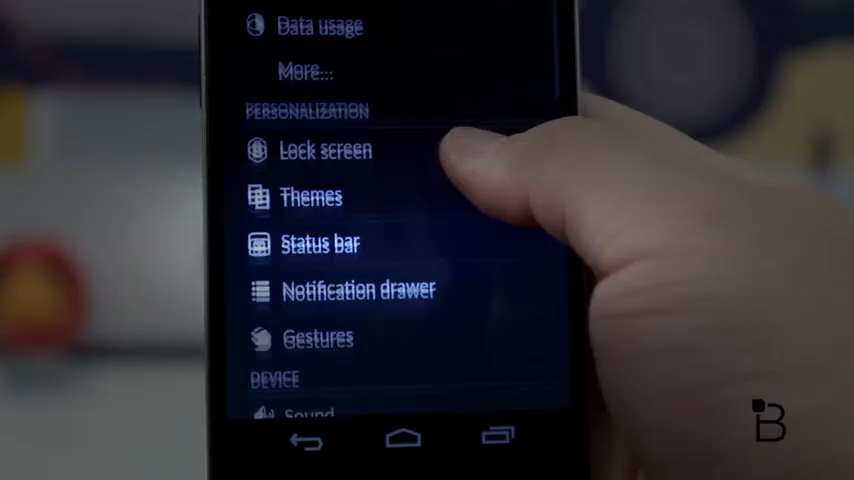 Data usage
More...
PERSONALIZATION
Lock screen
Themes
Status bar
Notification drawer
Gestures
DEVICE
Sound
B